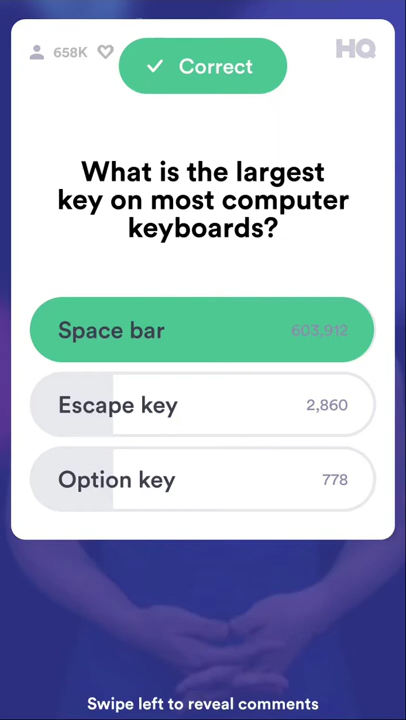 658K
Correct
HQ
What is the largest
key on most computer
keyboards?
Space bar 603,912
Escape key 2,860
Option key 778
Swipe left to reveal comments